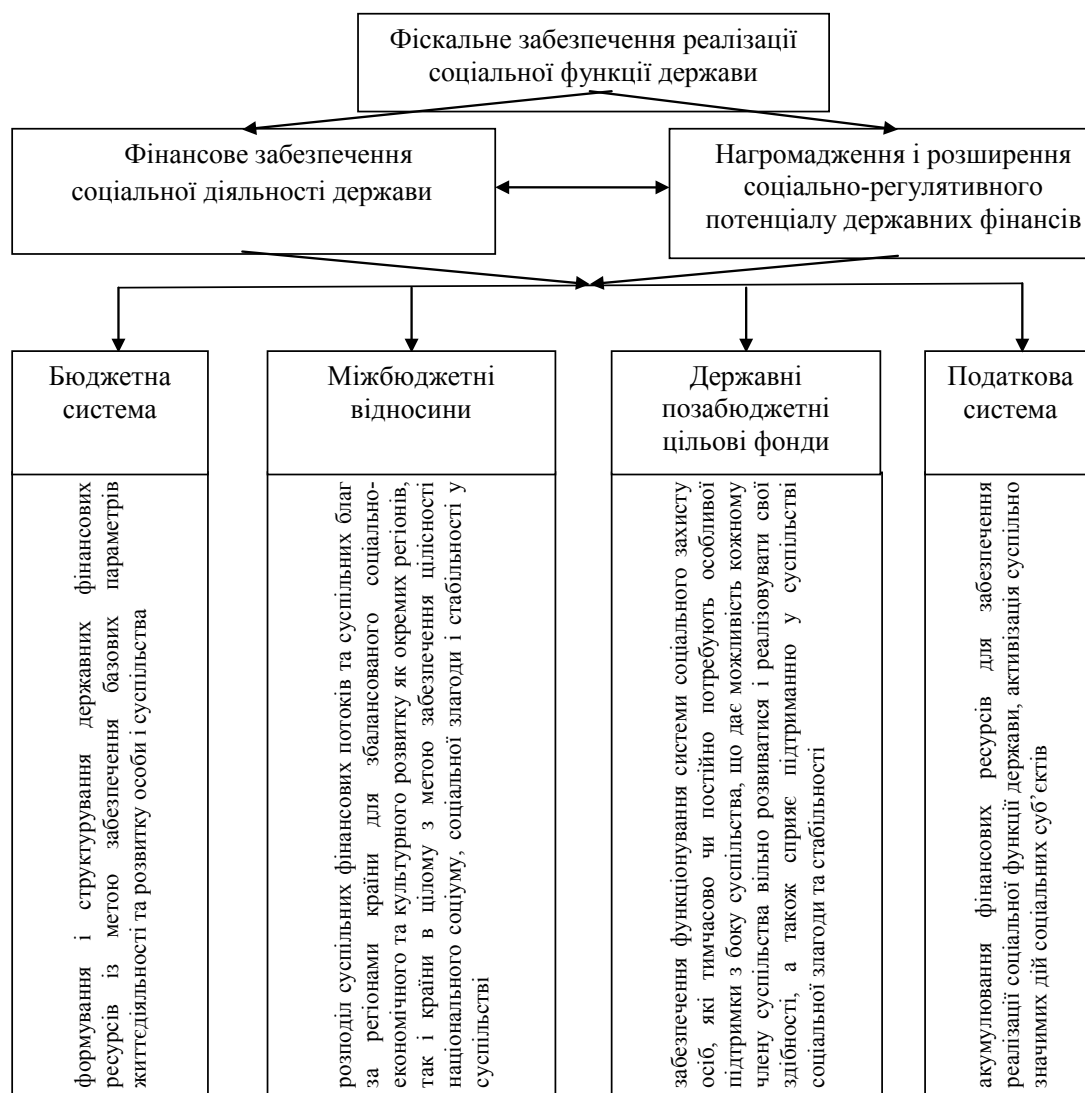 Фіскальне забезпечення реалізації
соціальної функції держави
Фінансове забезпечення
соціальної діяльності держави
Нагромадження і розширення
соціально-регулятивного
потенціалу державних фінансів
Бюджетна
система
Міжбюджетні
відносини
Державні
позабюджетні
цільові фонди
Податкова
система
формування і структурування державних фінансових
ресурсів із метою забезпечення базових параметрів
життєдіяльності та розвитку особи і суспільства
розподіл суспільних фінансових потоків та суспільних благ
за регіонами країни для збалансованого соціально-
економічного та культурного розвитку як окремих регіонів,
так і країни в цілому з метою забезпечення цілісності
національного соціуму, соціальної злагоди і стабільності у
суспільстві
забезпечення функціонування системи соціального захисту
осіб, які тимчасово чи постійно потребують особливої
підтримки з боку суспільства, що дає можливість кожному
члену суспільства вільно розвиватися і реалізовувати свої
здібності, а також сприяє підтриманню у суспільстві
соціальної злагоди та стабільності
акумулювання фінансових ресурсів для забезпечення
реалізації соціальної функції держави, активізація суспільно
значимих дій соціальних суб’єктів